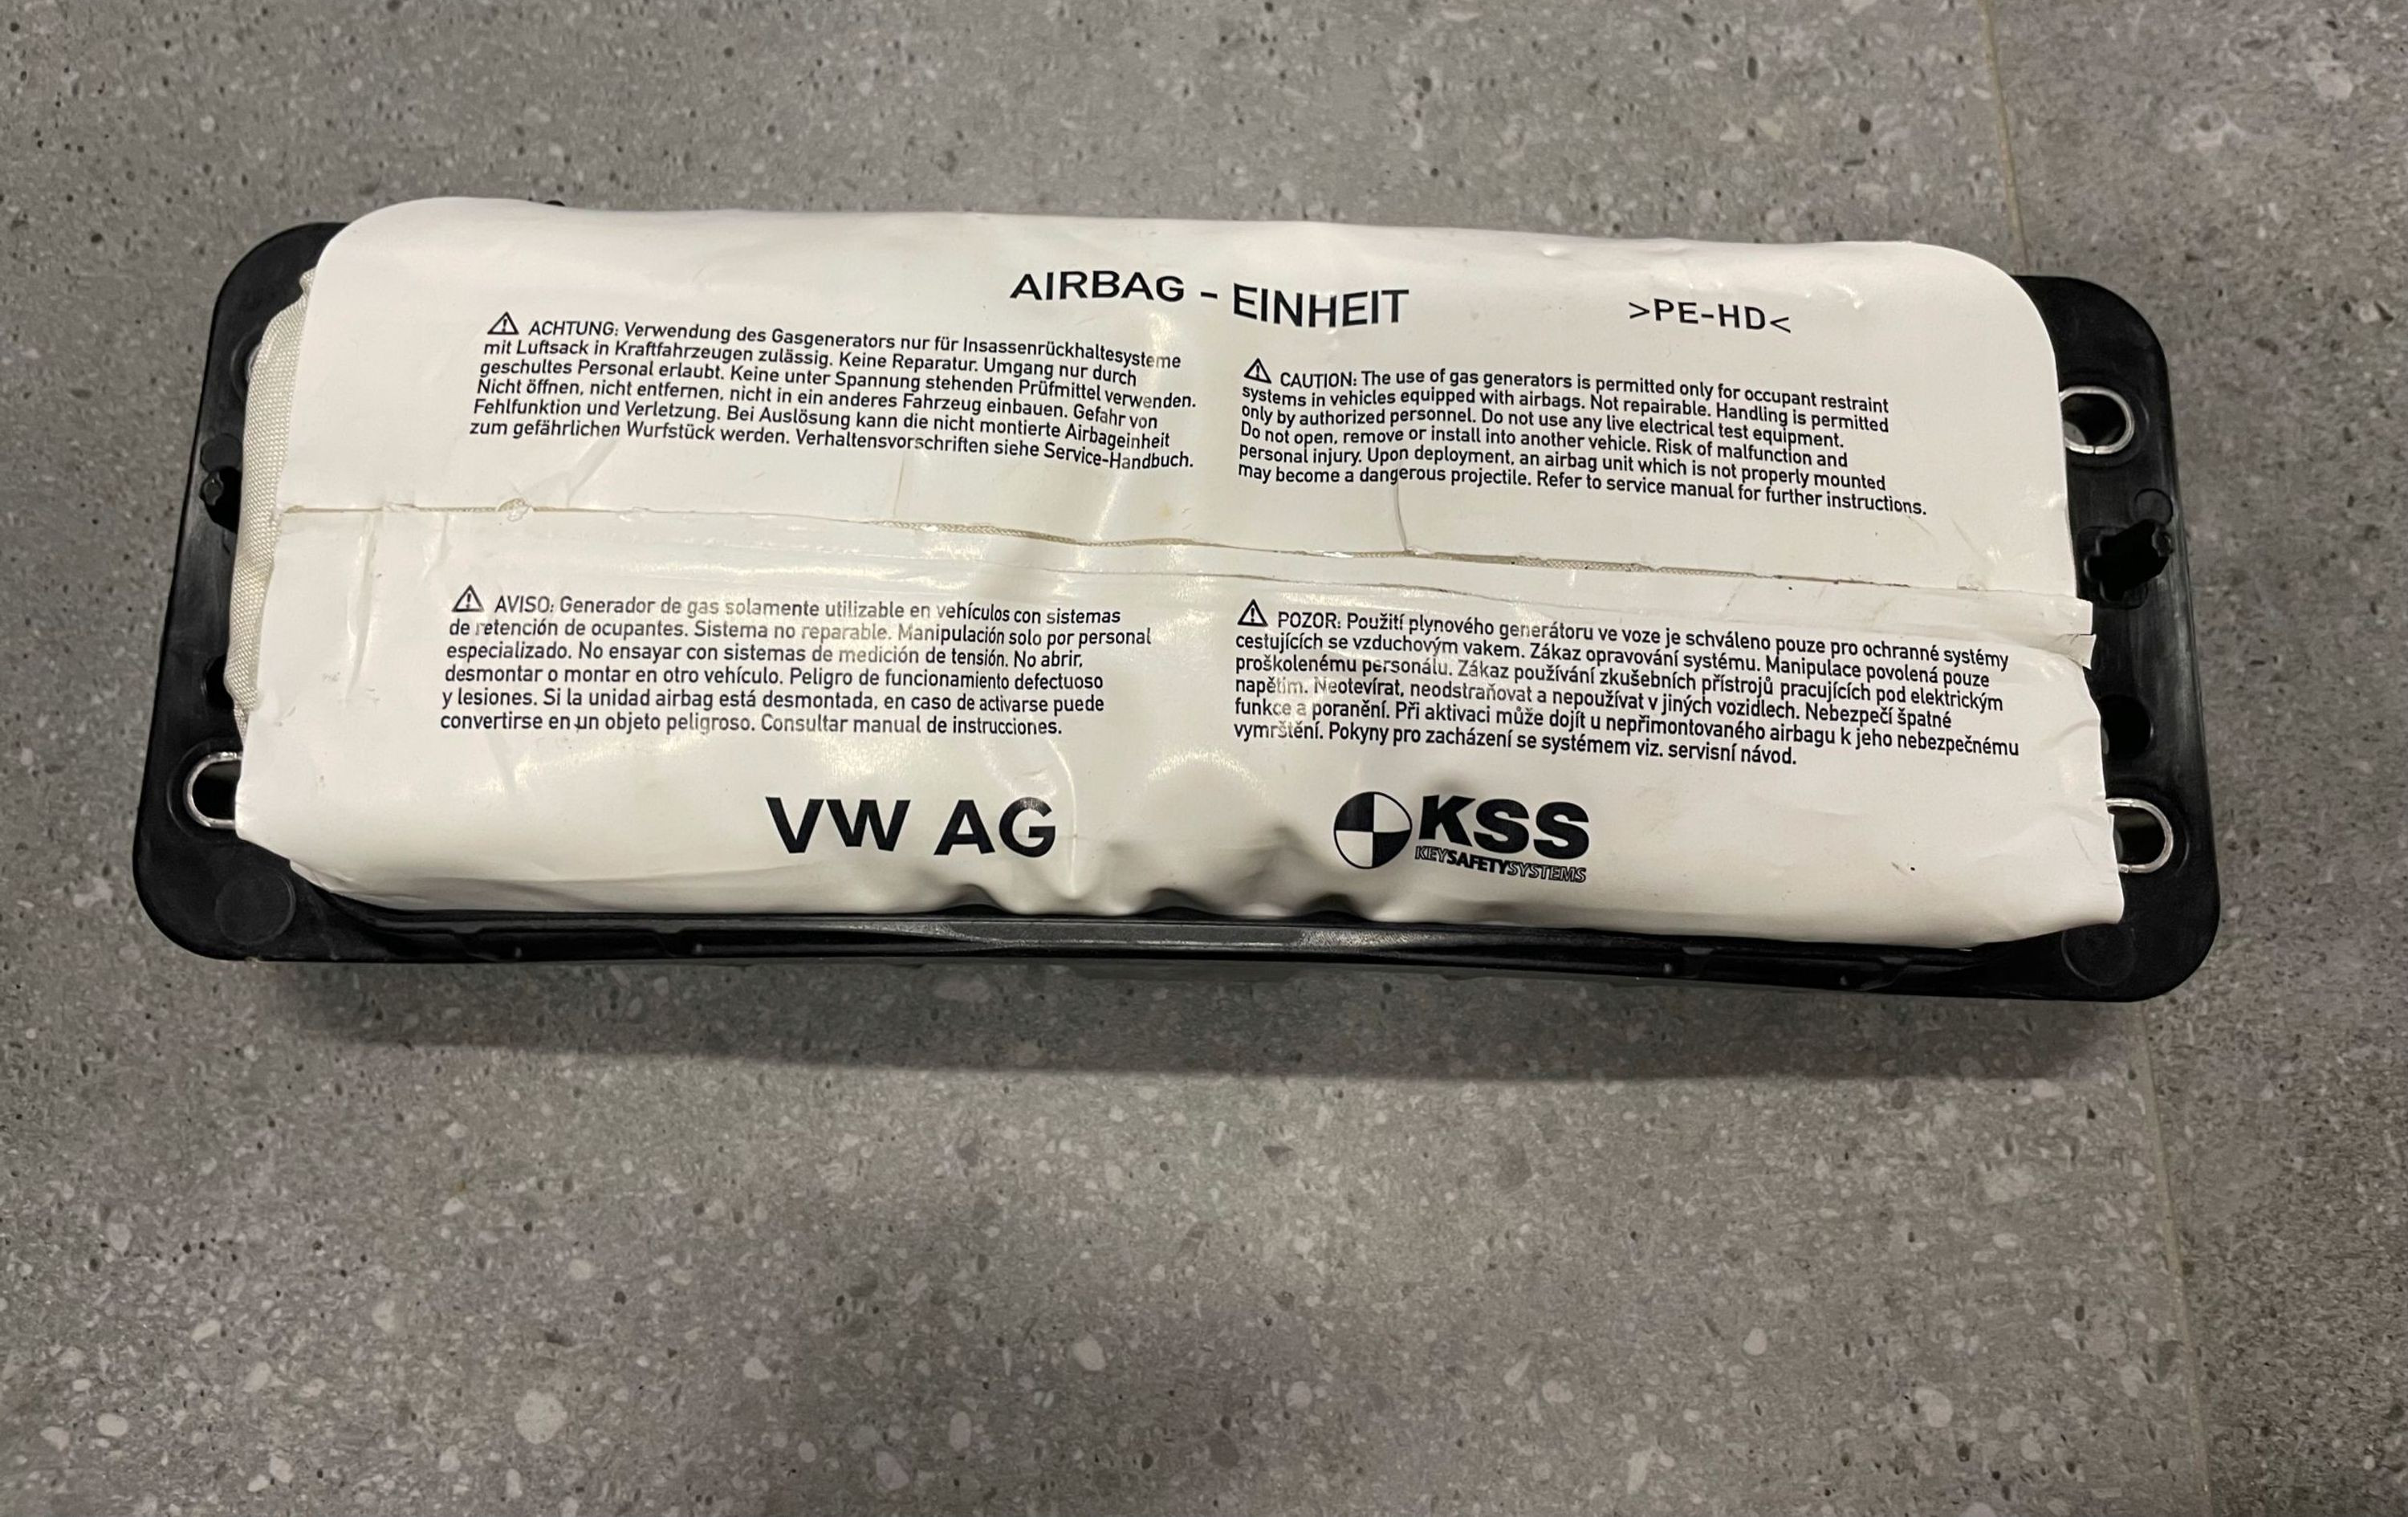 AIRBAG - EINHEIT
>PE-HD<
⚠ ACHTUNG: Verwendung des Gasgenerators nur für Insassenrückhaltesysteme
mit Luftsack in Kraftfahrzeugen zulässig. Keine Reparatur. Umgang nur durch
geschultes Personal erlaubt. Keine unter Spannung stehenden Prüfmittel verwenden.
Nicht öffnen, nicht entfernen, nicht in ein anderes Fahrzeug einbauen. Gefahr von
Fehlfunktion und Verletzung. Bei Auslösung kann die nicht montierte Airbageinheit
zum gefährlichen Wurfstück werden. Verhaltensvorschriften siehe Service-Handbuch.
⚠ CAUTION: The use of gas generators is permitted only for occupant restraint
systems in vehicles equipped with airbags. Not repairable. Handling is permitted
only by authorized personnel. Do not use any live electrical test equipment.
Do not open, remove or install into another vehicle. Risk of malfunction and
personal injury. Upon deployment, an airbag unit which is not properly mounted
may become a dangerous projectile. Refer to service manual for further instructions.
⚠ AVISO: Generador de gas solamente utilizable en vehículos con sistemas
de retención de ocupantes. Sistema no reparable. Manipulación solo por personal
especializado. No ensayar con sistemas de medición de tensión. No abrir,
desmontar o montar en otro vehículo. Peligro de funcionamiento defectuoso
y lesiones. Si la unidad airbag está desmontada, en caso de activarse puede
convertirse en un objeto peligroso. Consultar manual de instrucciones.
⚠ POZOR: Použití plynového generátoru ve voze je schváleno pouze pro ochranné systémy
cestujících se vzduchovým vakem. Zákaz opravování systému. Manipulace povolená pouze
proškolenému personálu. Zákaz používání zkušebních přístrojů pracujících pod elektrickým
napětím. Neotevírat, neodstraňovat a nepoužívat v jiných vozidlech. Nebezpečí špatné
funkce a poranění. Při aktivaci může dojít u nepřimontovaného airbagu k jeho nebezpečnému
vymrštění. Pokyny pro zacházení se systémem viz. servisní návod.
VW AG
KSS
KEYSAFETYSYSTEMS